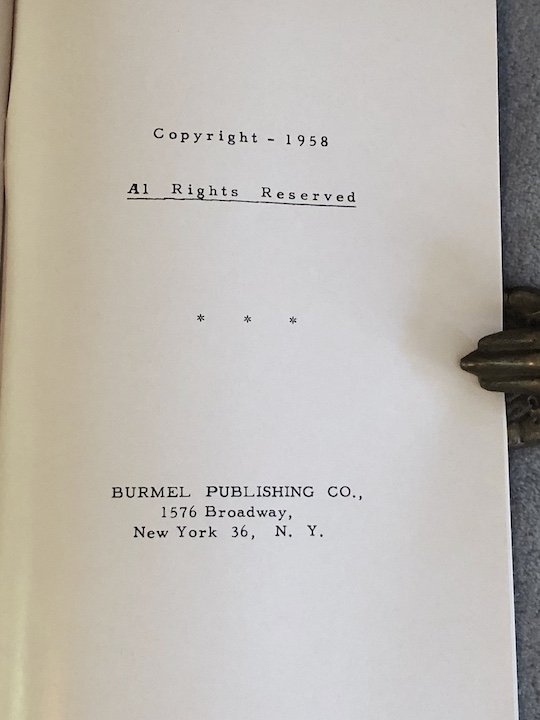 Copyright - 1958
Al Rights Reserved
* * *
BURMEL PUBLISHING CO.,
1576 Broadway,
New York 36, N. Y.